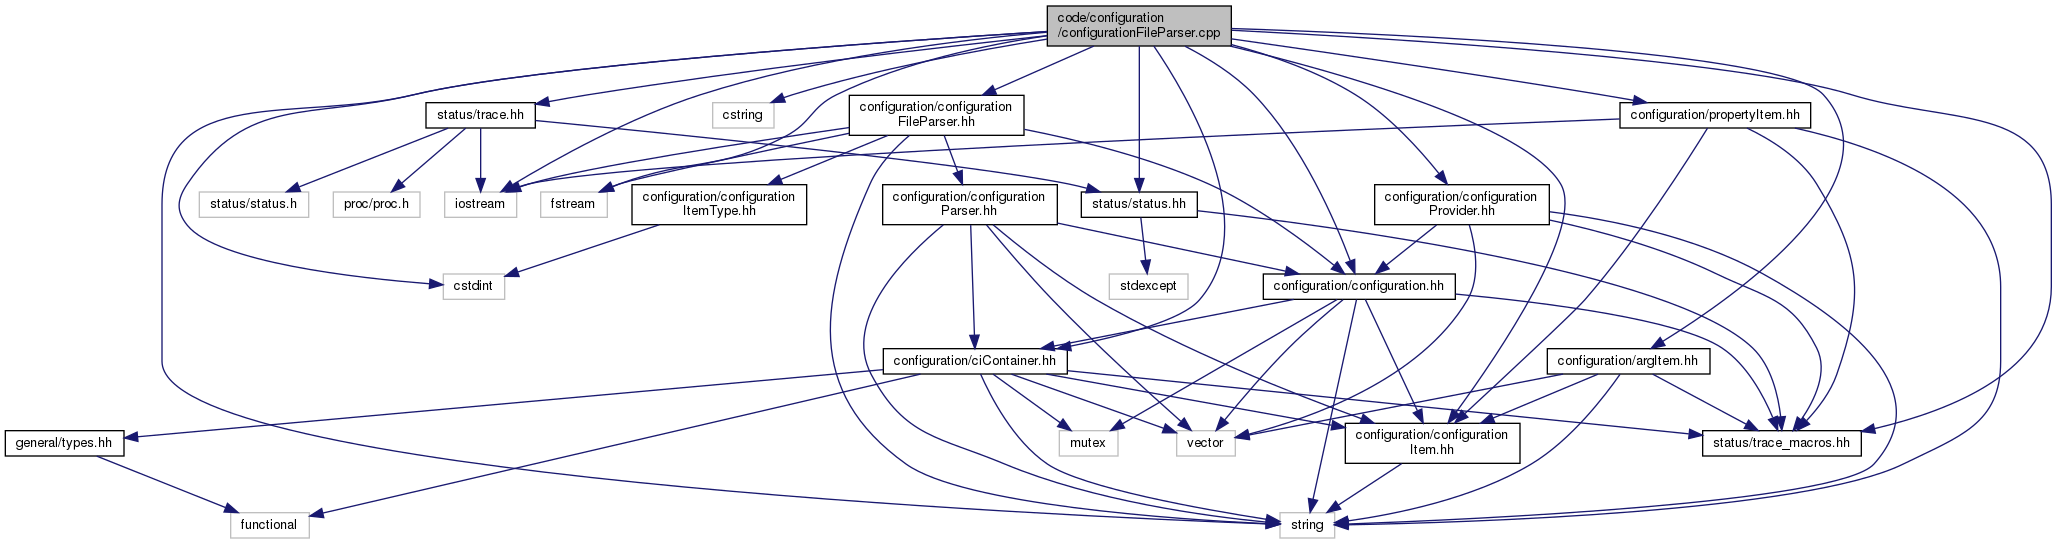 code/configuration
/configurationFileParser.cpp
status/trace.hh
cstring
configuration/configuration
FileParser.hh
configuration/propertyItem.hh
status/status.h
proc/proc.h
iostream
fstream
configuration/configuration
ItemType.hh
configuration/configuration
Parser.hh
status/status.hh
configuration/configuration
Provider.hh
cstdint
stdexcept
configuration/configuration.hh
configuration/ciContainer.hh
configuration/argItem.hh
general/types.hh
mutex
vector
configuration/configuration
Item.hh
status/trace_macros.hh
functional
string